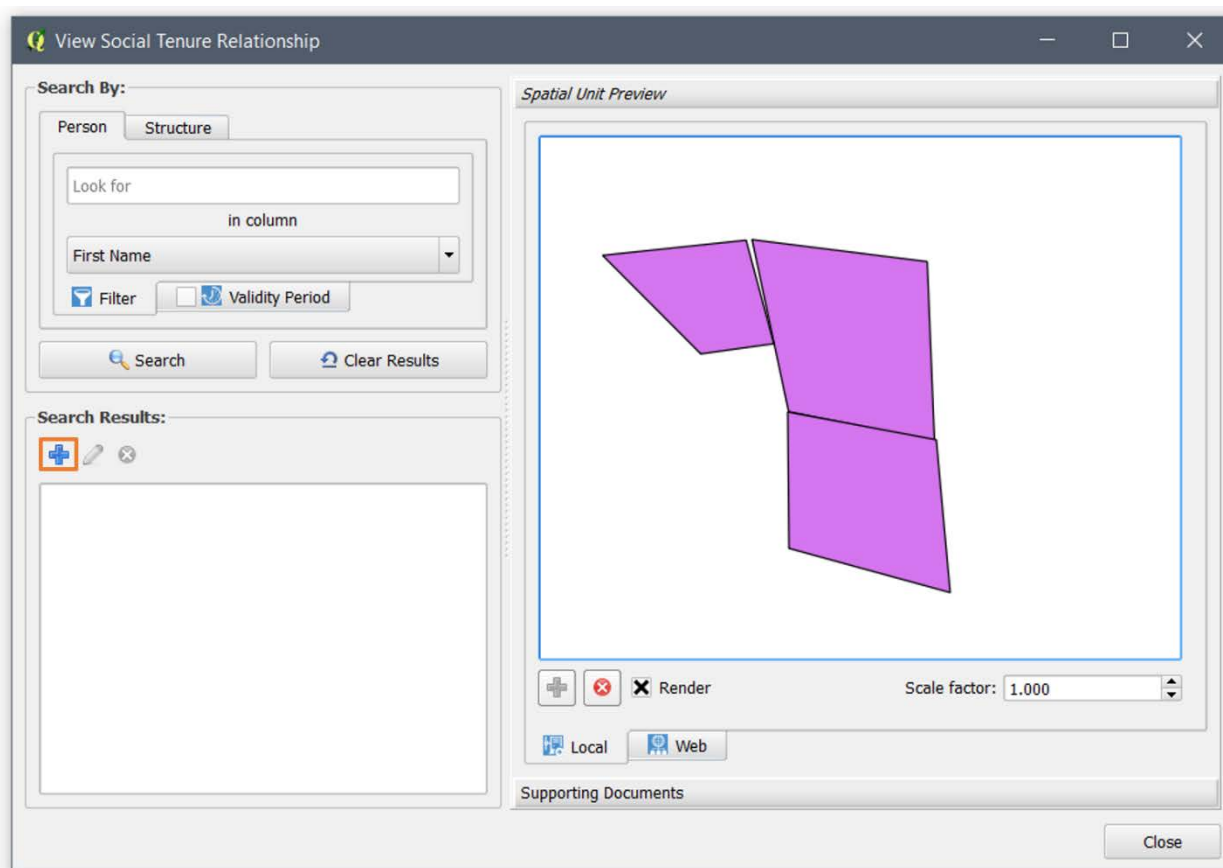 View Social Tenure Relationship
Search By:
Person
Structure
Look for
in column
First Name
Filter
Validity Period
Search
Clear Results
Search Results:
Spatial Unit Preview
Render
Scale factor: 1.000
Local
Web
Supporting Documents
Close